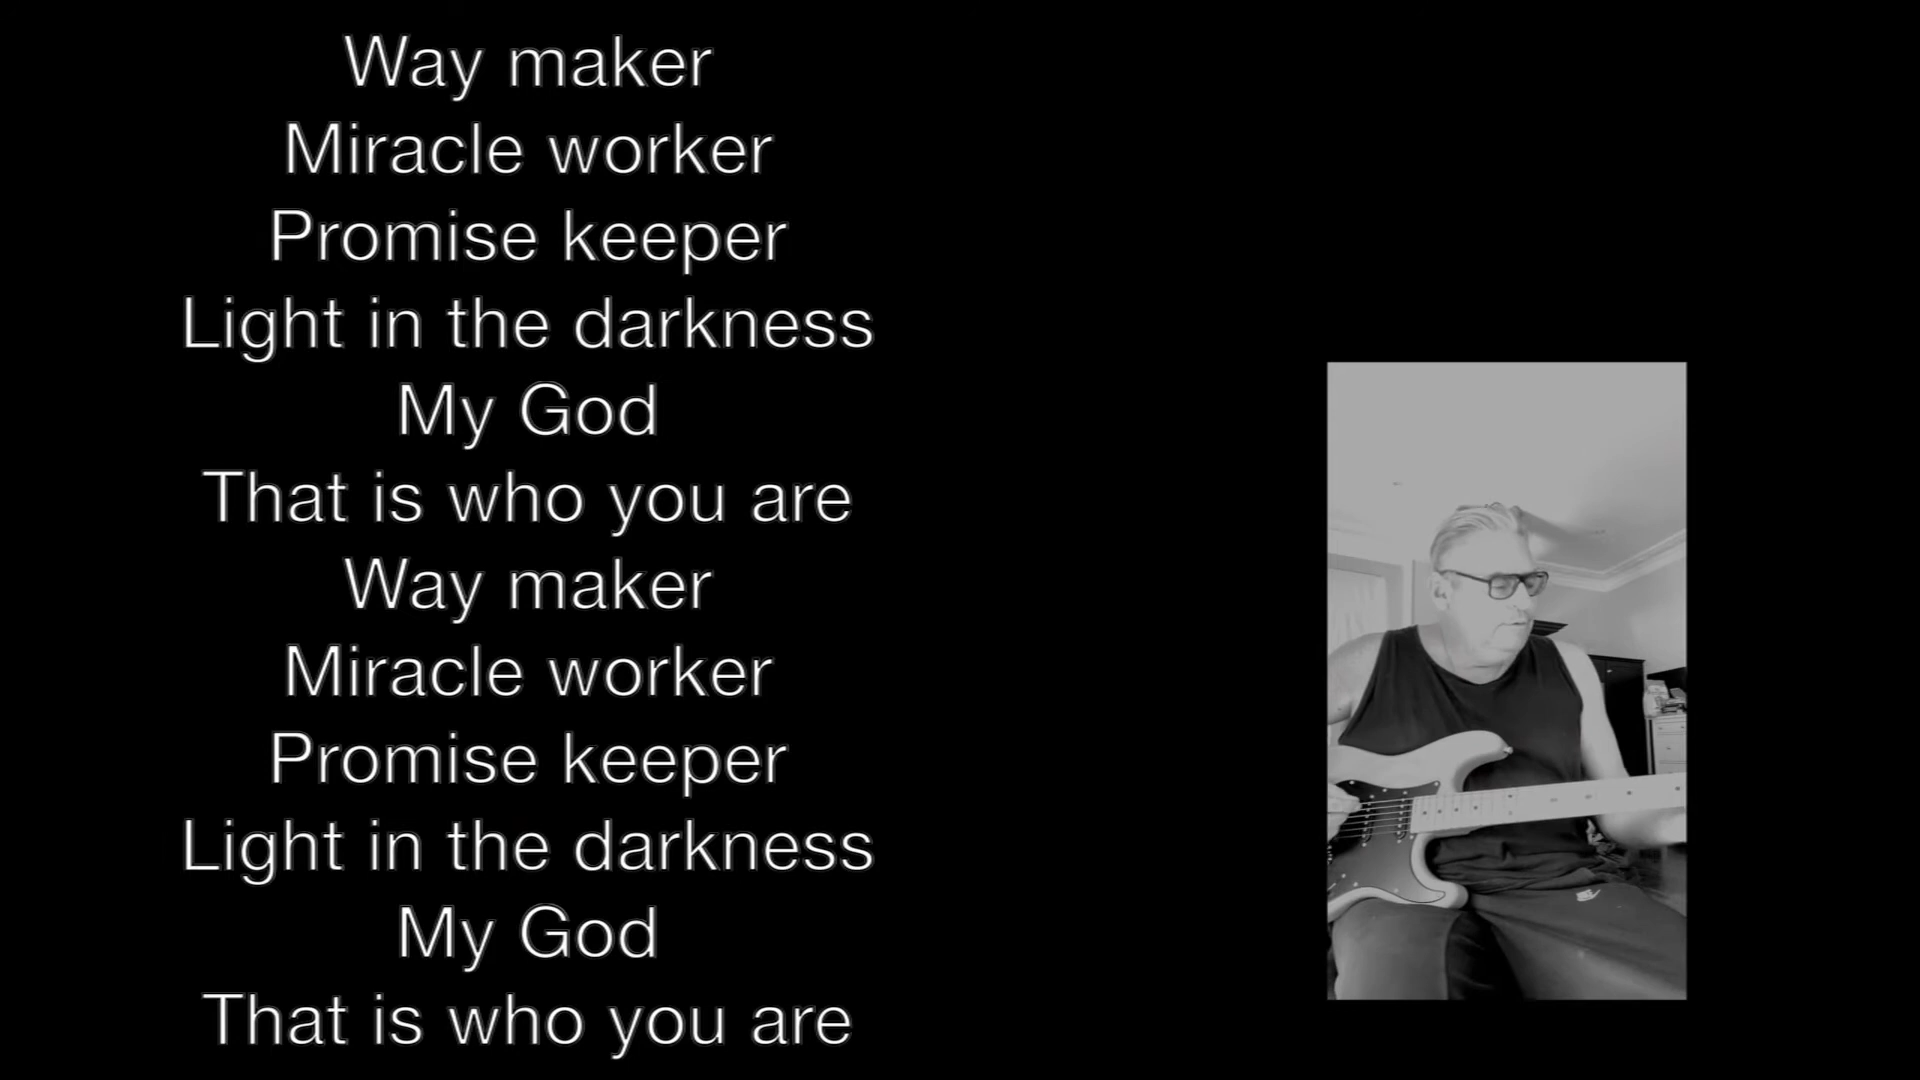 Way maker
Miracle worker
Promise keeper
Light in the darkness
My God
That is who you are
Way maker
Miracle worker
Promise keeper
Light in the darkness
My God
That is who you are